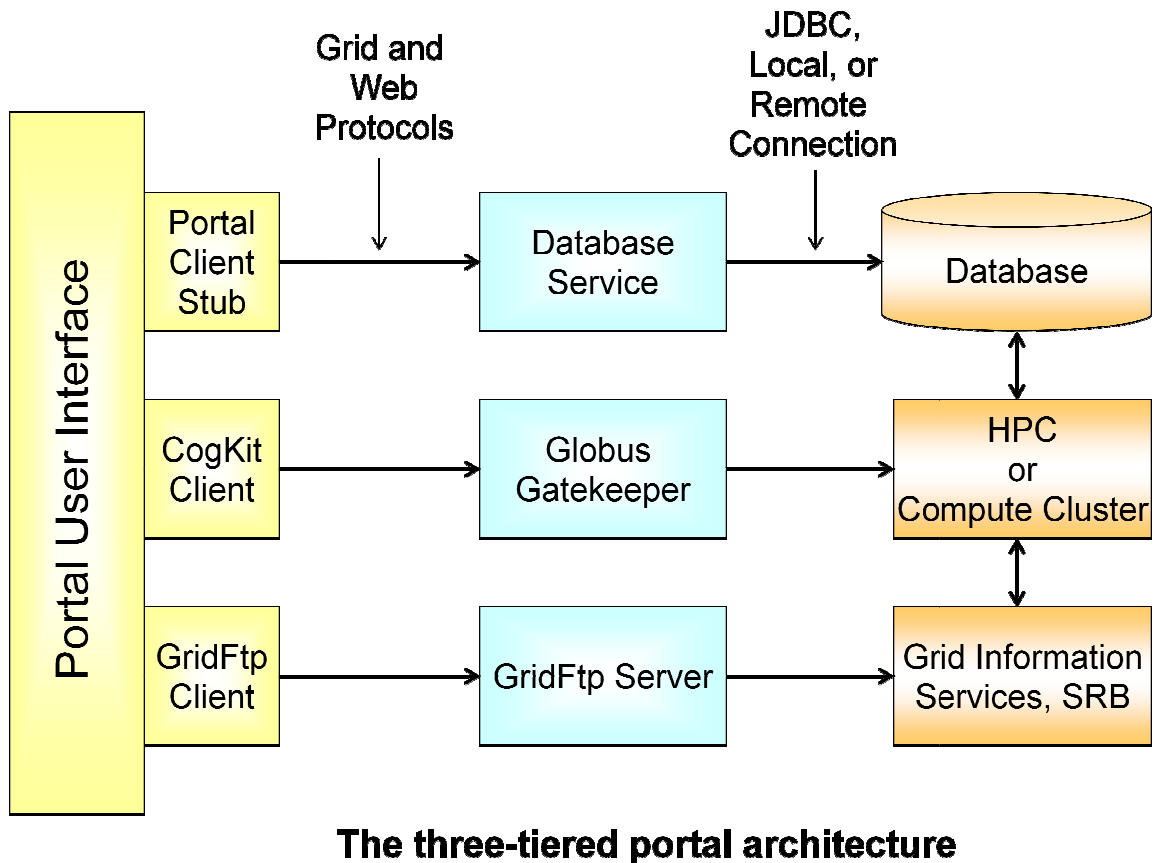 Grid and
Web
Protocols
JDBC,
Local, or
Remote
Connection
Portal User Interface
Portal
Client
Stub
Database
Service
Database
CogKit
Client
Globus
Gatekeeper
HPC
or
Compute Cluster
GridFtp
Client
GridFtp Server
Grid Information
Services, SRB
The three-tiered portal architecture